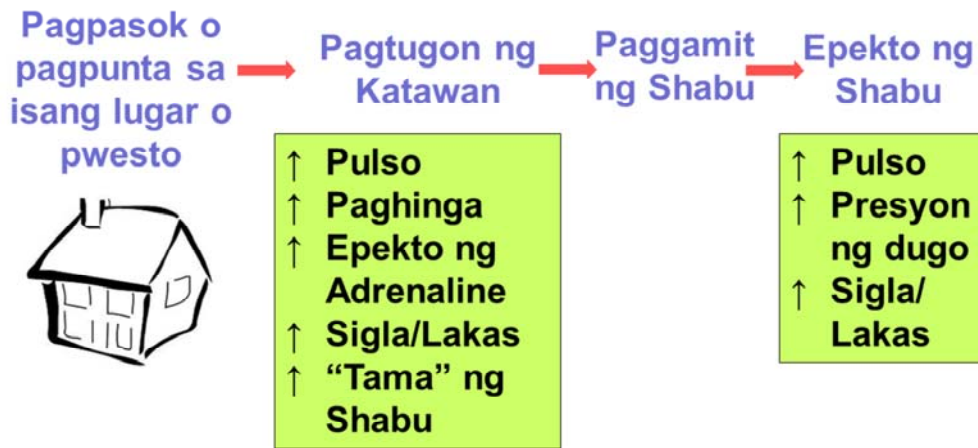 Pagpasok o
pagpunta sa
isang lugar o
pwesto
Pagtugon ng
Katawan
Paggamit
ng Shabu
Epekto ng
Shabu
↑ Pulso
↑ Paghinga
↑ Epekto ng
Adrenaline
↑ Sigla/Lakas
↑ “Tama” ng
Shabu
↑ Pulso
↑ Presyon
ng dugo
↑ Sigla/
Lakas